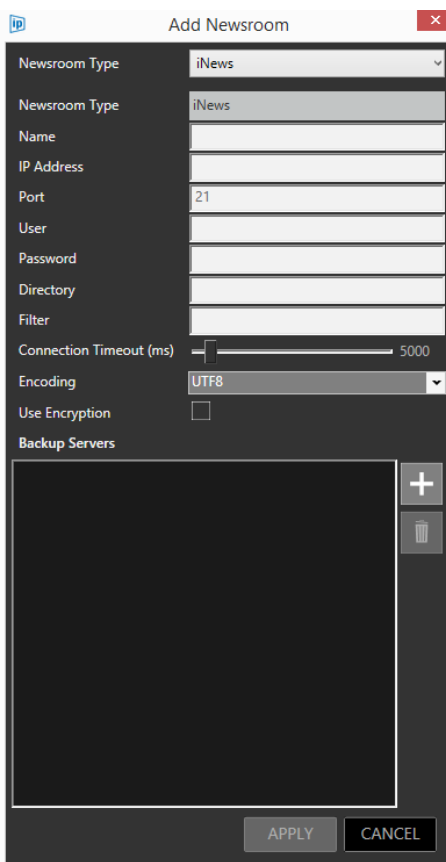 ip Add Newsroom
Newsroom Type iNews
Newsroom Type iNews
Name
IP Address
Port 21
User
Password
Directory
Filter
Connection Timeout (ms) 5000
Encoding UTF8
Use Encryption
Backup Servers
APPLY CANCEL